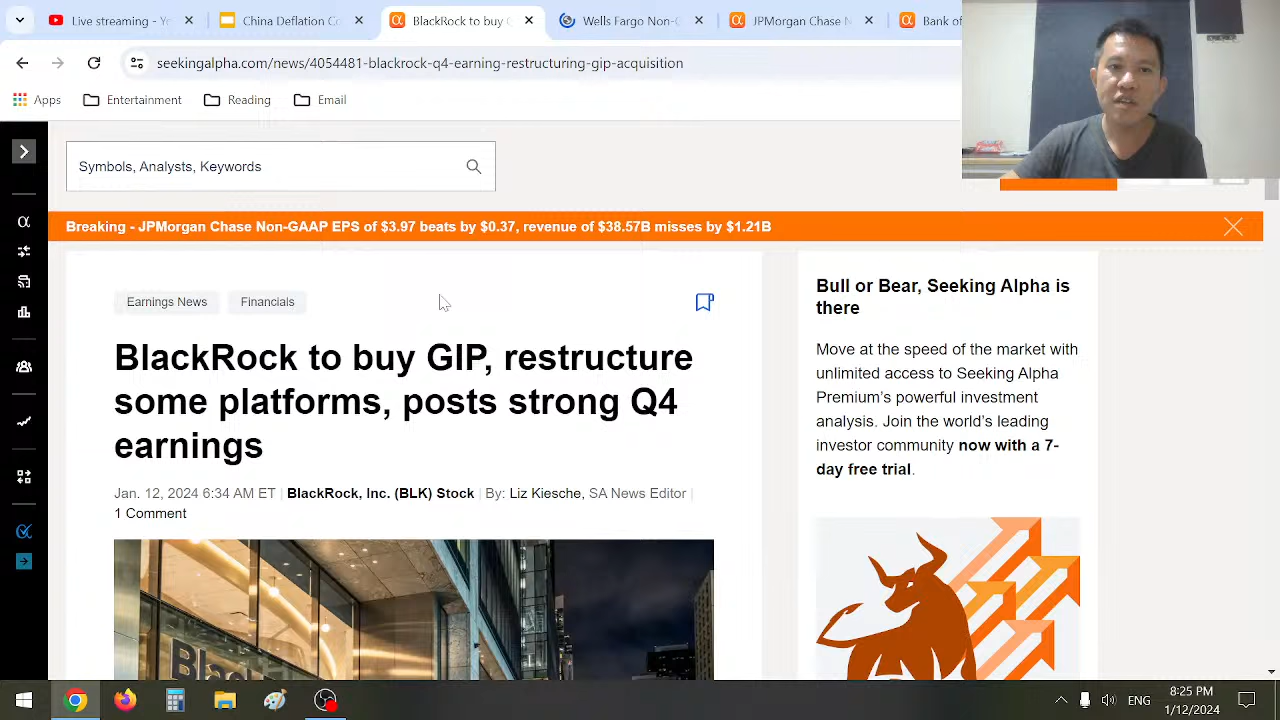 Live streaming - Y
China Deflation C
BlackRock to buy
Wells Fargo Non-
JPMorgan Chase N
Bank of
seekingalpha.com/news/4054481-blackrock-q4-earning-restructuring-gip-acquisition
Apps
Entertainment
Reading
Email
Symbols, Analysts, Keywords
Breaking - JPMorgan Chase Non-GAAP EPS of $3.97 beats by $0.37, revenue of $38.57B misses by $1.21B
Earnings News
Financials
BlackRock to buy GIP, restructure
some platforms, posts strong Q4
earnings
Jan. 12, 2024 6:34 AM ET | BlackRock, Inc. (BLK) Stock | By: Liz Kiesche, SA News Editor |
1 Comment
Bull or Bear, Seeking Alpha is
there
Move at the speed of the market with
unlimited access to Seeking Alpha
Premium’s powerful investment
analysis. Join the world’s leading
investor community now with a 7-
day free trial.
Blac
ENG
8:25 PM
1/12/2024